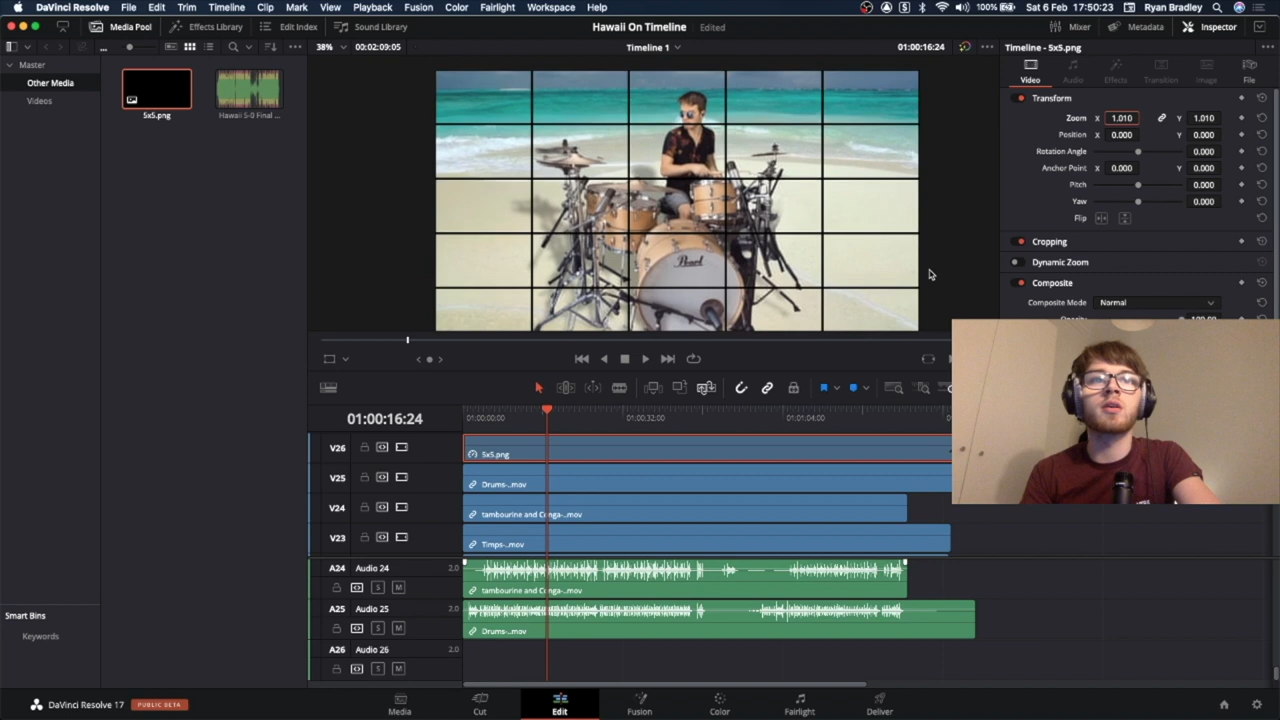 DaVinci Resolve File Edit Trim Timeline Clip Mark View Playback Fusion Color Fairlight Workspace Help 100% Sat 6 Feb 17:50:23 Ryan Bradley
Media Pool Effects Library Edit Index Sound Library Hawaii On Timeline Edited Mixer Metadata Inspector
38% 00:02:09:05 Timeline 1 01:00:16:24 Timeline - 5x5.png
Master
Other Media
Videos
5x5.png
Hawaii 5-0 Final ...
Video Audio Effects Transition Image File
Transform
Zoom X 1.010 Y 1.010
Position X 0.000 Y 0.000
Rotation Angle 0.000
Anchor Point X 0.000 Y 0.000
Pitch 0.000
Yaw 0.000
Flip
Cropping
Dynamic Zoom
Composite
Composite Mode Normal
Pearl
01:00:16:24
01:00:00:00 01:00:32:00 01:01:04:00
V26 5x5.png
V25 Drums-..mov
V24 tambourine and Conga-..mov
V23 Timps-..mov
A24 Audio 24 2.0
S M tambourine and Conga-..mov
A25 Audio 25 2.0
S M Drums-..mov
A26 Audio 26 2.0
S M
Smart Bins
Keywords
DaVinci Resolve 17 PUBLIC BETA
Media Cut Edit Fusion Color Fairlight Deliver